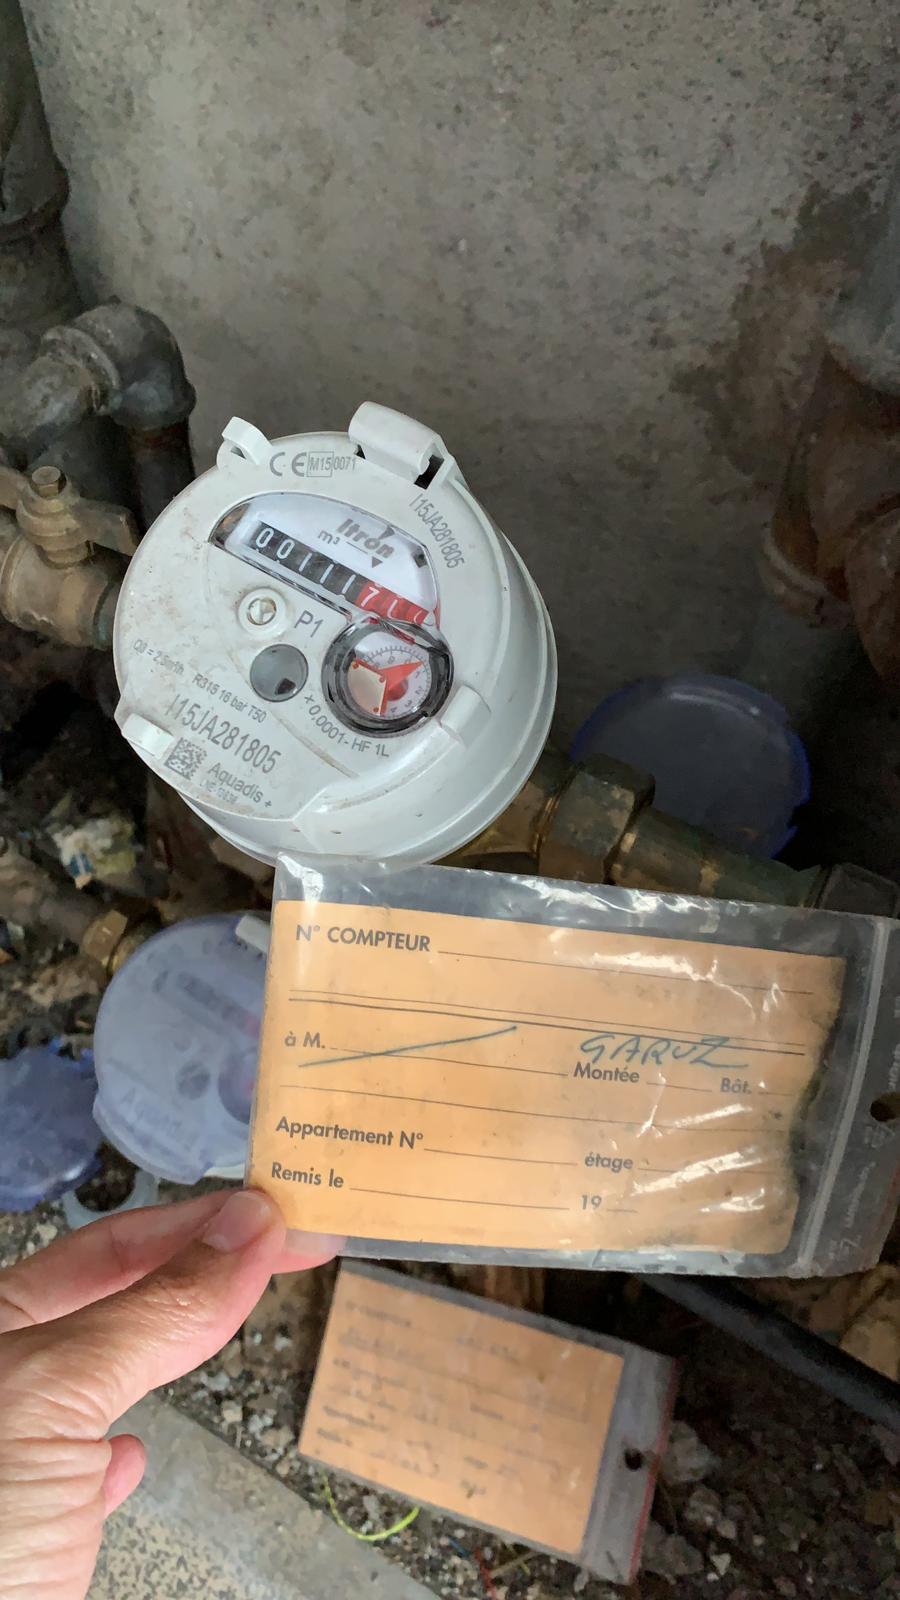 CE M15 0071
I15JA281805
Itron
m³
00111 7
P1
Q3 = 2,5m³/h R315 16 bar T50
+ 0,0001- HF 1L
I15JA281805
Aquadis +
N° COMPTEUR
à M.
GARUZ
Montée Bât.
Appartement N° étage
Remis le 19